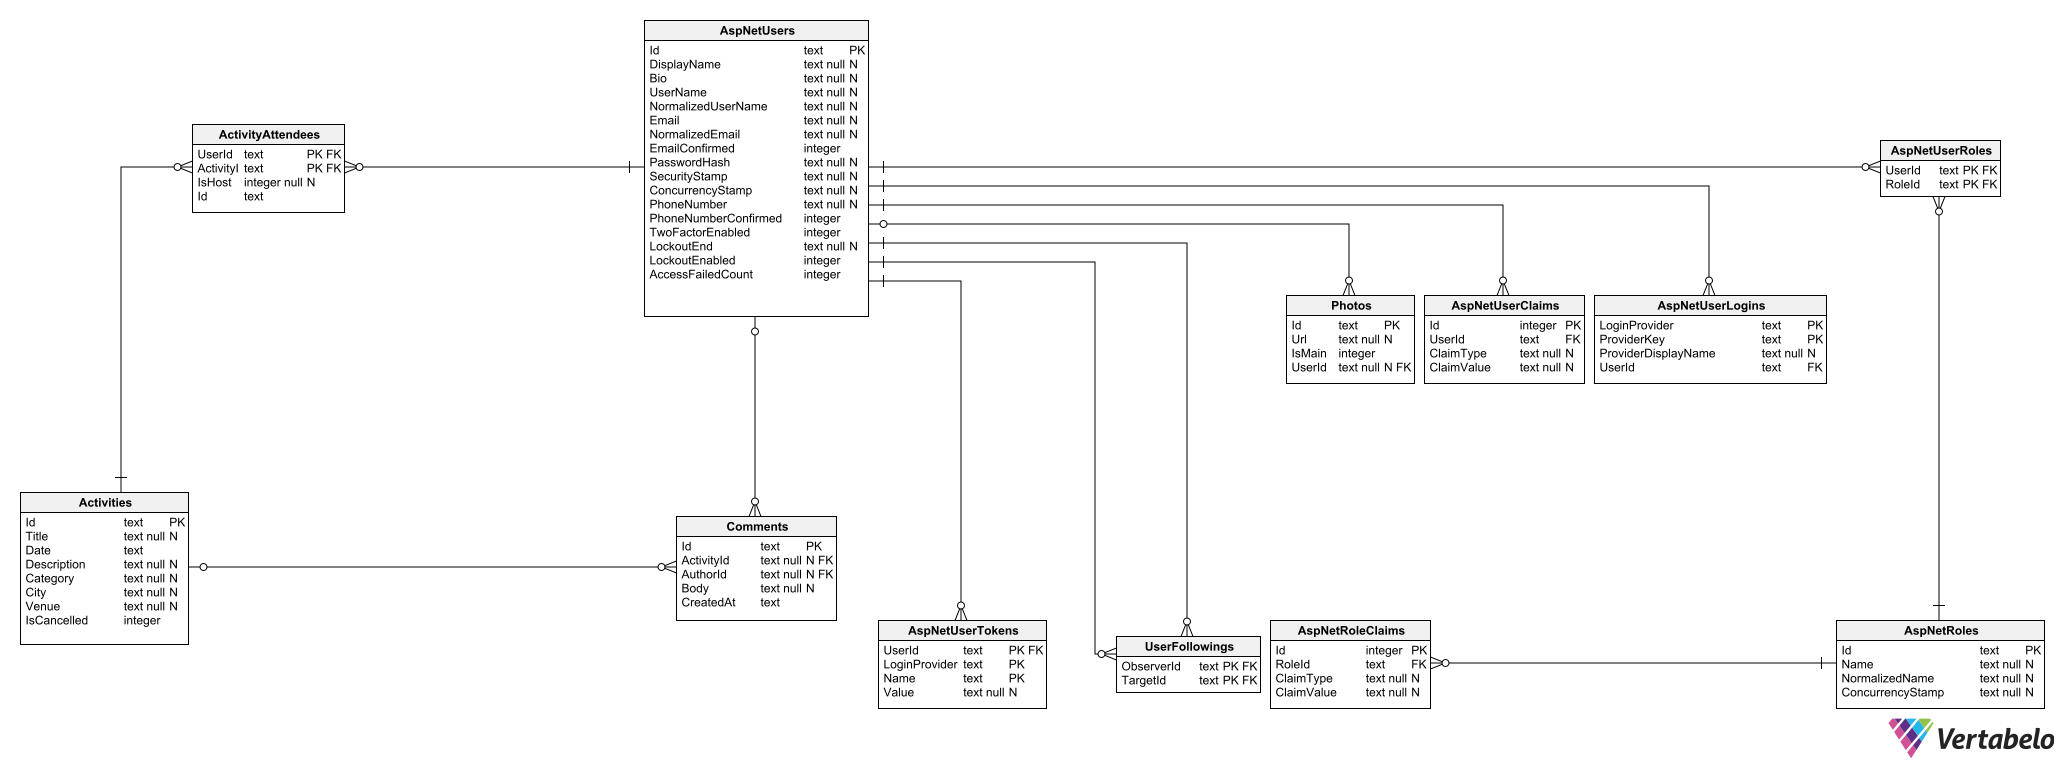 AspNetUsers
Id text PK
DisplayName text null N
Bio text null N
UserName text null N
NormalizedUserName text null N
Email text null N
NormalizedEmail text null N
EmailConfirmed integer
PasswordHash text null N
SecurityStamp text null N
ConcurrencyStamp text null N
PhoneNumber text null N
PhoneNumberConfirmed integer
TwoFactorEnabled integer
LockoutEnd text null N
LockoutEnabled integer
AccessFailedCount integer
ActivityAttendees
UserId text PK FK
ActivityI text PK FK
IsHost integer null N
Id text
AspNetUserRoles
UserId text PK FK
RoleId text PK FK
Photos
Id text PK
Url text null N
IsMain integer
UserId text null N FK
AspNetUserClaims
Id integer PK
UserId text FK
ClaimType text null N
ClaimValue text null N
AspNetUserLogins
LoginProvider text PK
ProviderKey text PK
ProviderDisplayName text null N
UserId text FK
Activities
Id text PK
Title text null N
Date text
Description text null N
Category text null N
City text null N
Venue text null N
IsCancelled integer
Comments
Id text PK
ActivityId text null N FK
AuthorId text null N FK
Body text null N
CreatedAt text
AspNetUserTokens
UserId text PK FK
LoginProvider text PK
Name text PK
Value text null N
UserFollowings
ObserverId text PK FK
TargetId text PK FK
AspNetRoleClaims
Id integer PK
RoleId text FK
ClaimType text null N
ClaimValue text null N
AspNetRoles
Id text PK
Name text null N
NormalizedName text null N
ConcurrencyStamp text null N
Vertabelo